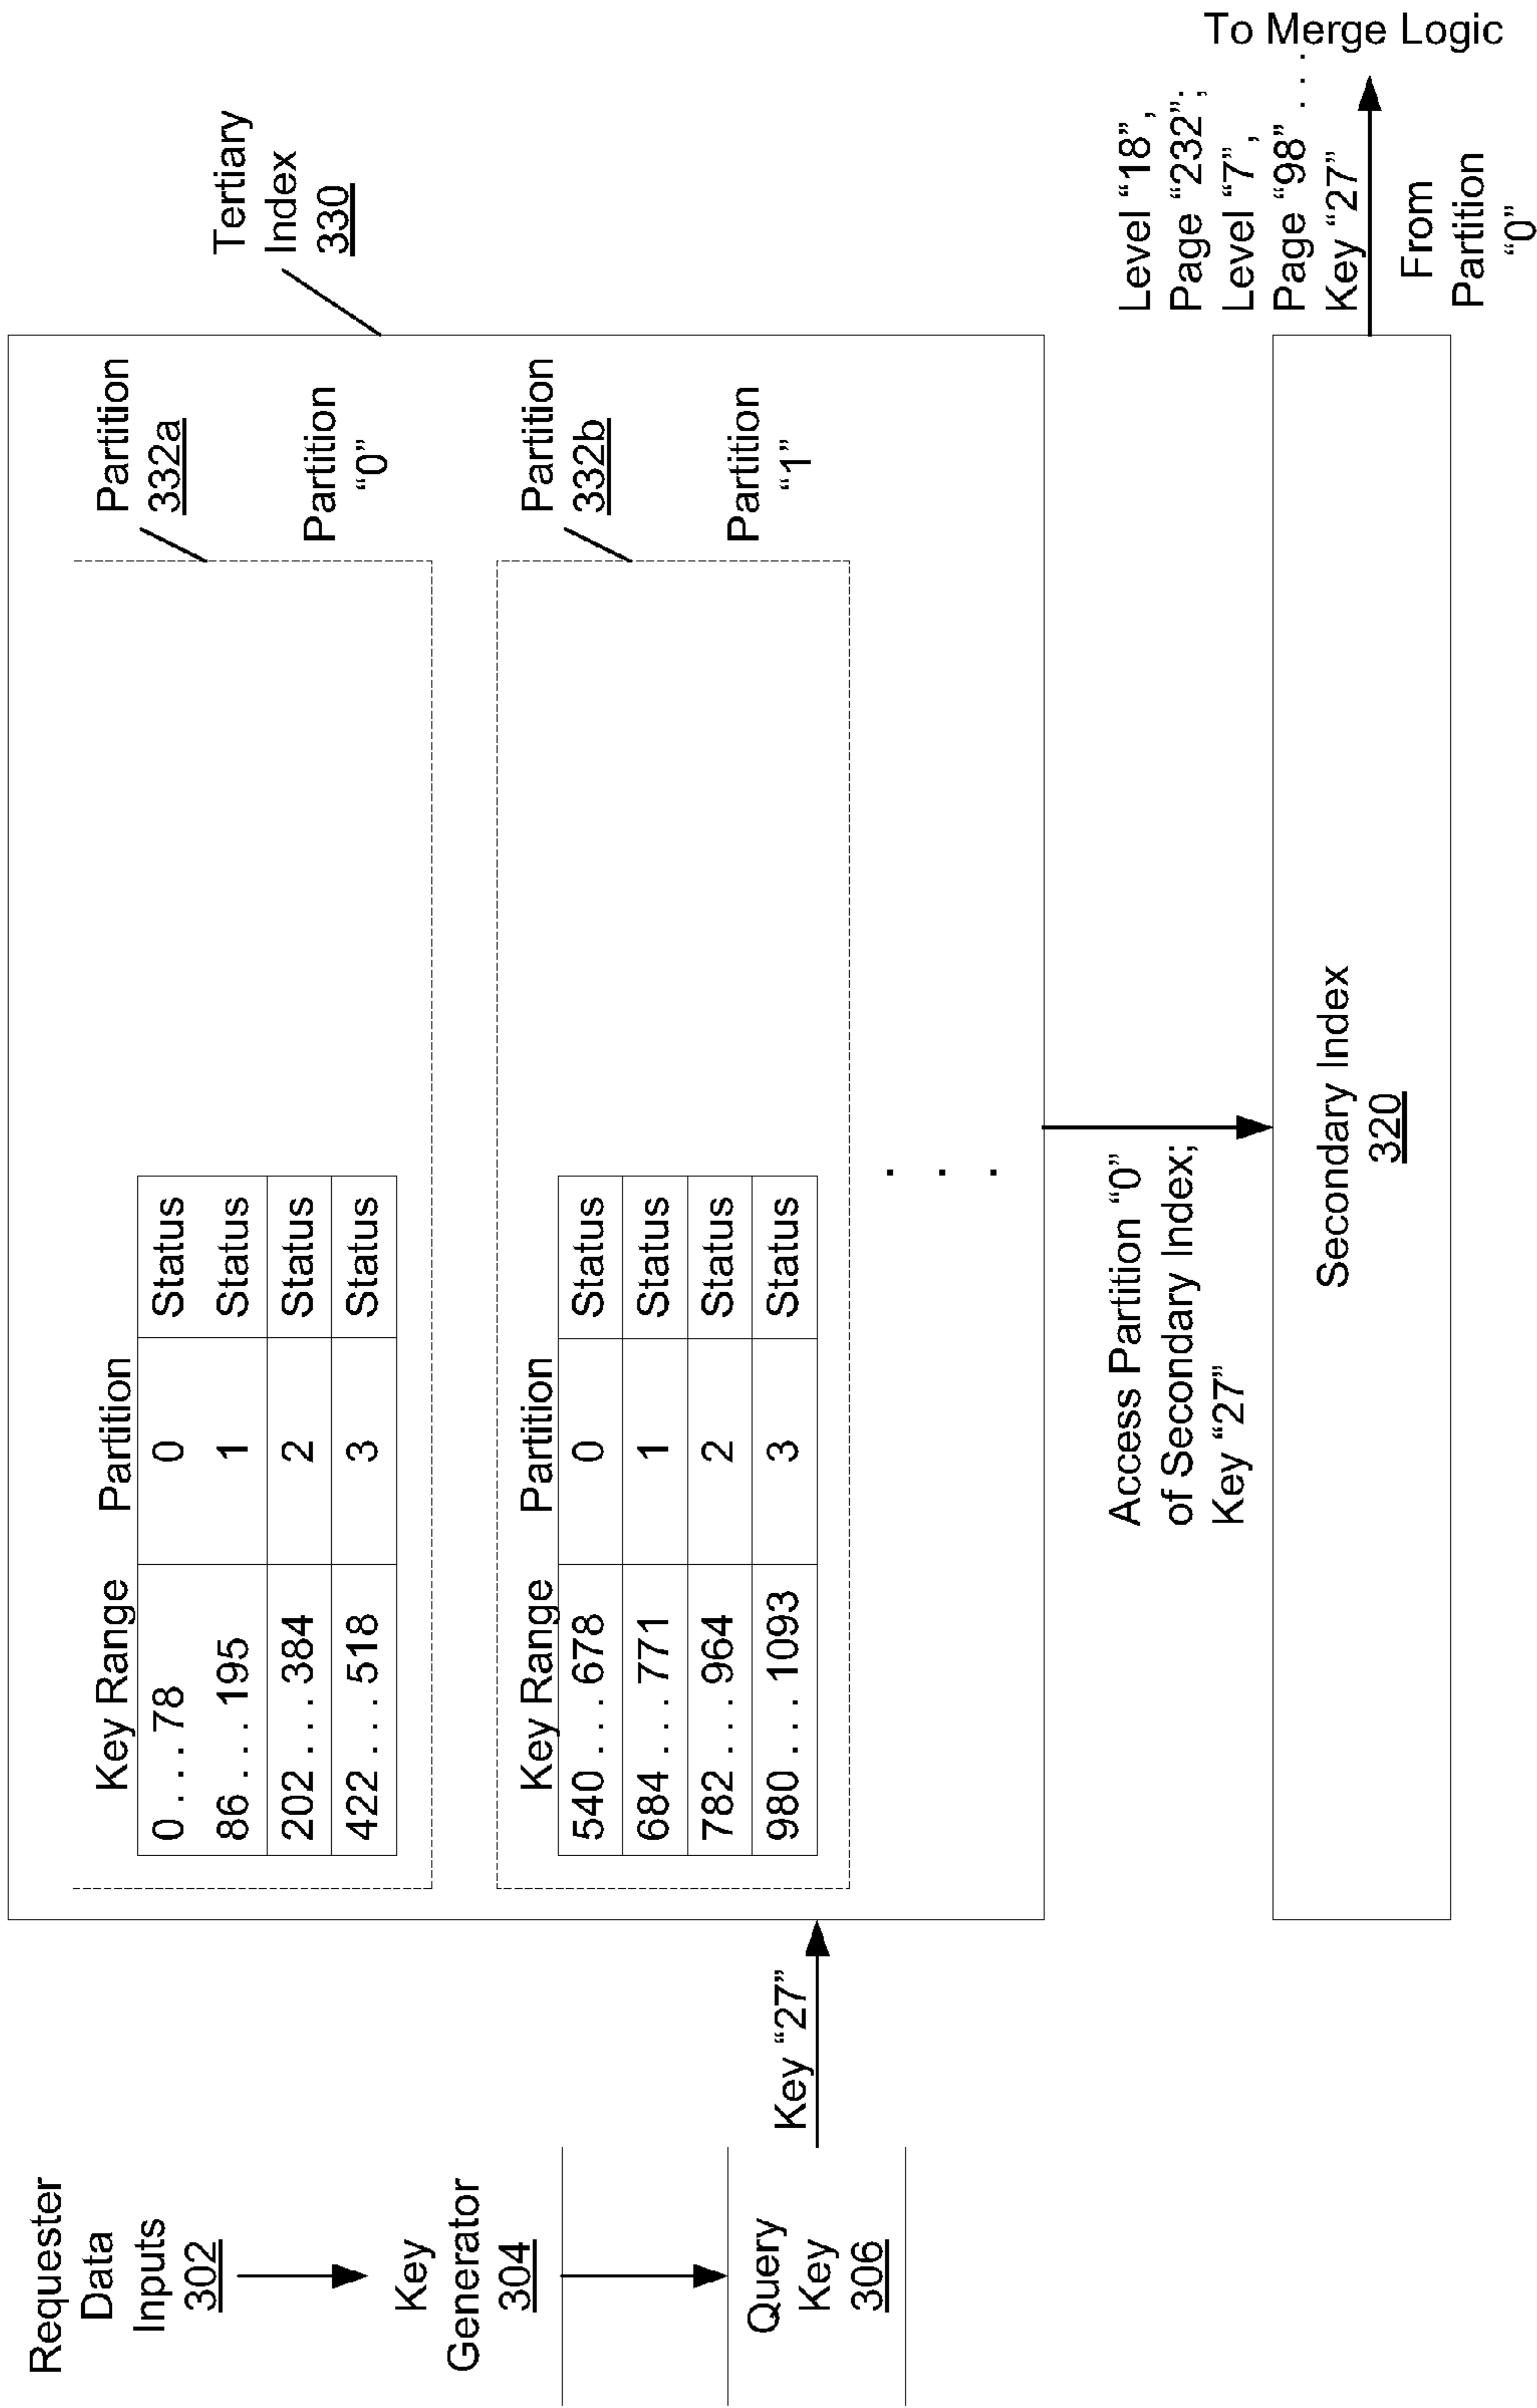 Requester
Data
Inputs
302
Key
Generator
304
Query
Key
306
Key “27”
Key Range Partition
0 . . . 78 0 Status
86 . . . 195 1 Status
202 . . . 384 2 Status
422 . . . 518 3 Status
Partition
332a
Partition
“0”
Key Range Partition
540 . . . 678 0 Status
684 . . . 771 1 Status
782 . . . 964 2 Status
980 . . . 1093 3 Status
Partition
332b
Partition
“1”
. . .
Tertiary
Index
330
Access Partition “0”
of Secondary Index;
Key “27”
Secondary Index
320
Level “18”,
Page “232”;
Level “7”,
Page “98” . . .
Key “27”
From
Partition
“0”
To Merge Logic